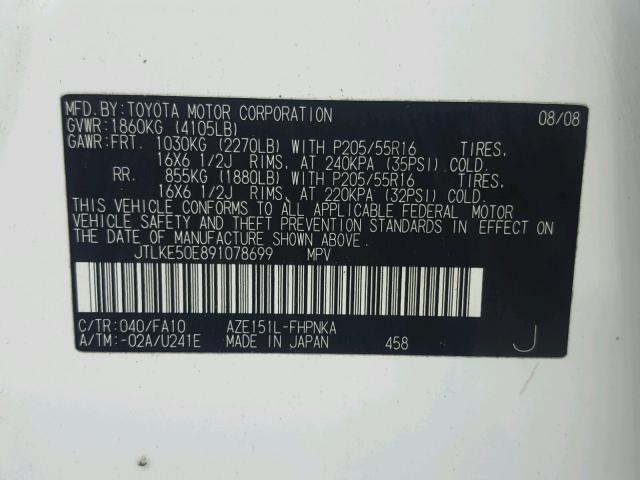 MFD.BY:TOYOTA MOTOR CORPORATION 08/08
GVWR:1860KG (4105LB)
GAWR:FRT. 1030KG (2270LB) WITH P205/55R16 TIRES,
16X6 1/2J RIMS, AT 240KPA (35PSI) COLD.
RR. 855KG (1880LB) WITH P205/55R16 TIRES,
16X6 1/2J RIMS, AT 220KPA (32PSI) COLD.
THIS VEHICLE CONFORMS TO ALL APPLICABLE FEDERAL MOTOR
VEHICLE SAFETY AND THEFT PREVENTION STANDARDS IN EFFECT ON
THE DATE OF MANUFACTURE SHOWN ABOVE.
JTLKE50E891078699 MPV
C/TR:040/FA10 AZE151L-FHPNKA
A/TM:-02A/U241E MADE IN JAPAN 458 J